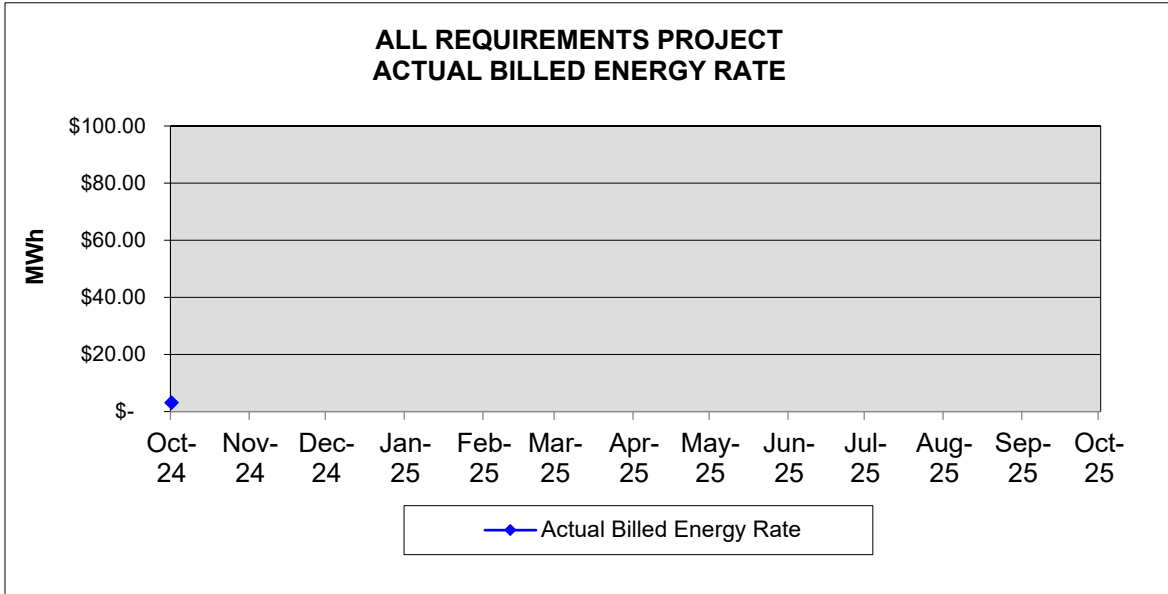 ALL REQUIREMENTS PROJECT
ACTUAL BILLED ENERGY RATE
MWh
$100.00
$80.00
$60.00
$40.00
$20.00
$-
Oct-
24
Nov-
24
Dec-
24
Jan-
25
Feb-
25
Mar-
25
Apr-
25
May-
25
Jun-
25
Jul-
25
Aug-
25
Sep-
25
Oct-
25
Actual Billed Energy Rate